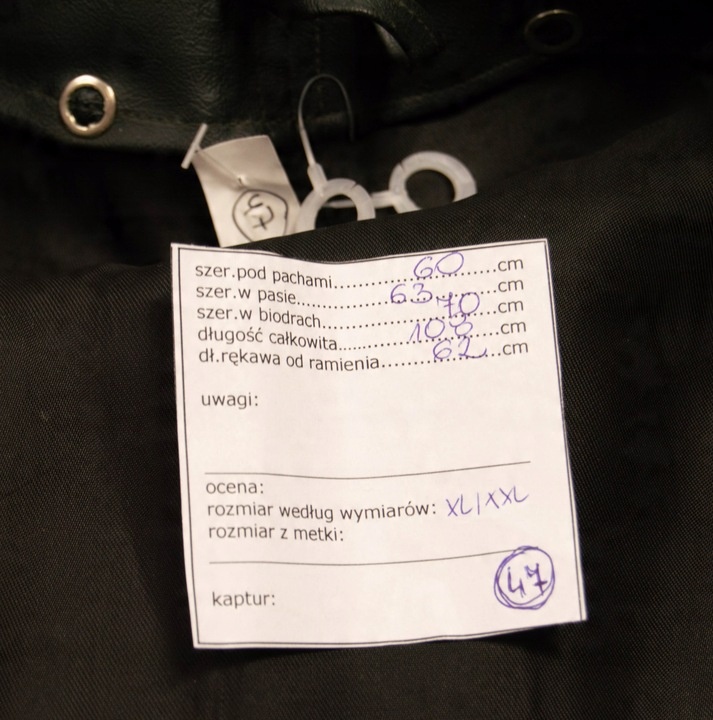 47
szer.pod pachami....................60......cm
szer.w pasie..............63.............cm
szer.w biodrach....................70......cm
długość całkowita..............108......cm
dł.rękawa od ramienia..........62......cm
uwagi:
ocena:
rozmiar według wymiarów: XL/XXL
rozmiar z metki:
47
kaptur: